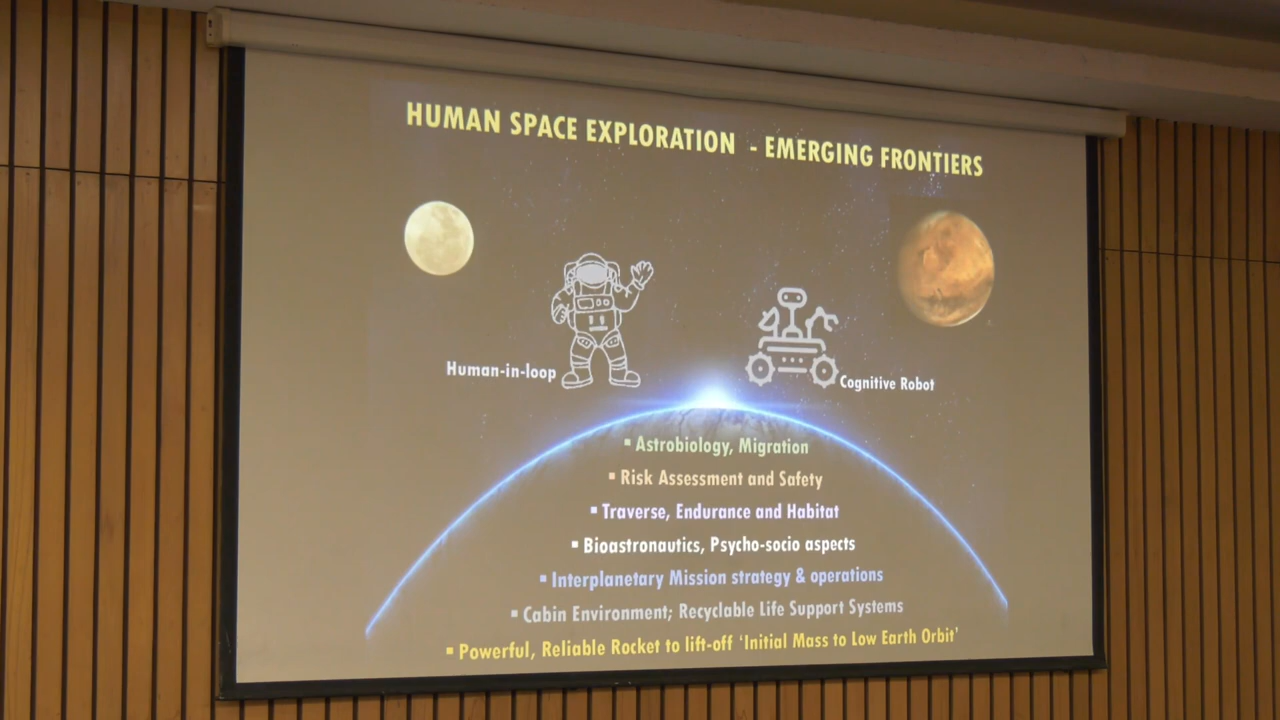 HUMAN SPACE EXPLORATION - EMERGING FRONTIERS
Human-in-loop
Cognitive Robot
▪ Astrobiology, Migration
▪ Risk Assessment and Safety
▪ Traverse, Endurance and Habitat
▪ Bioastronautics, Psycho-socio aspects
▪ Interplanetary Mission strategy & operations
▪ Cabin Environment; Recyclable Life Support Systems
▪ Powerful, Reliable Rocket to lift-off ‘Initial Mass to Low Earth Orbit’